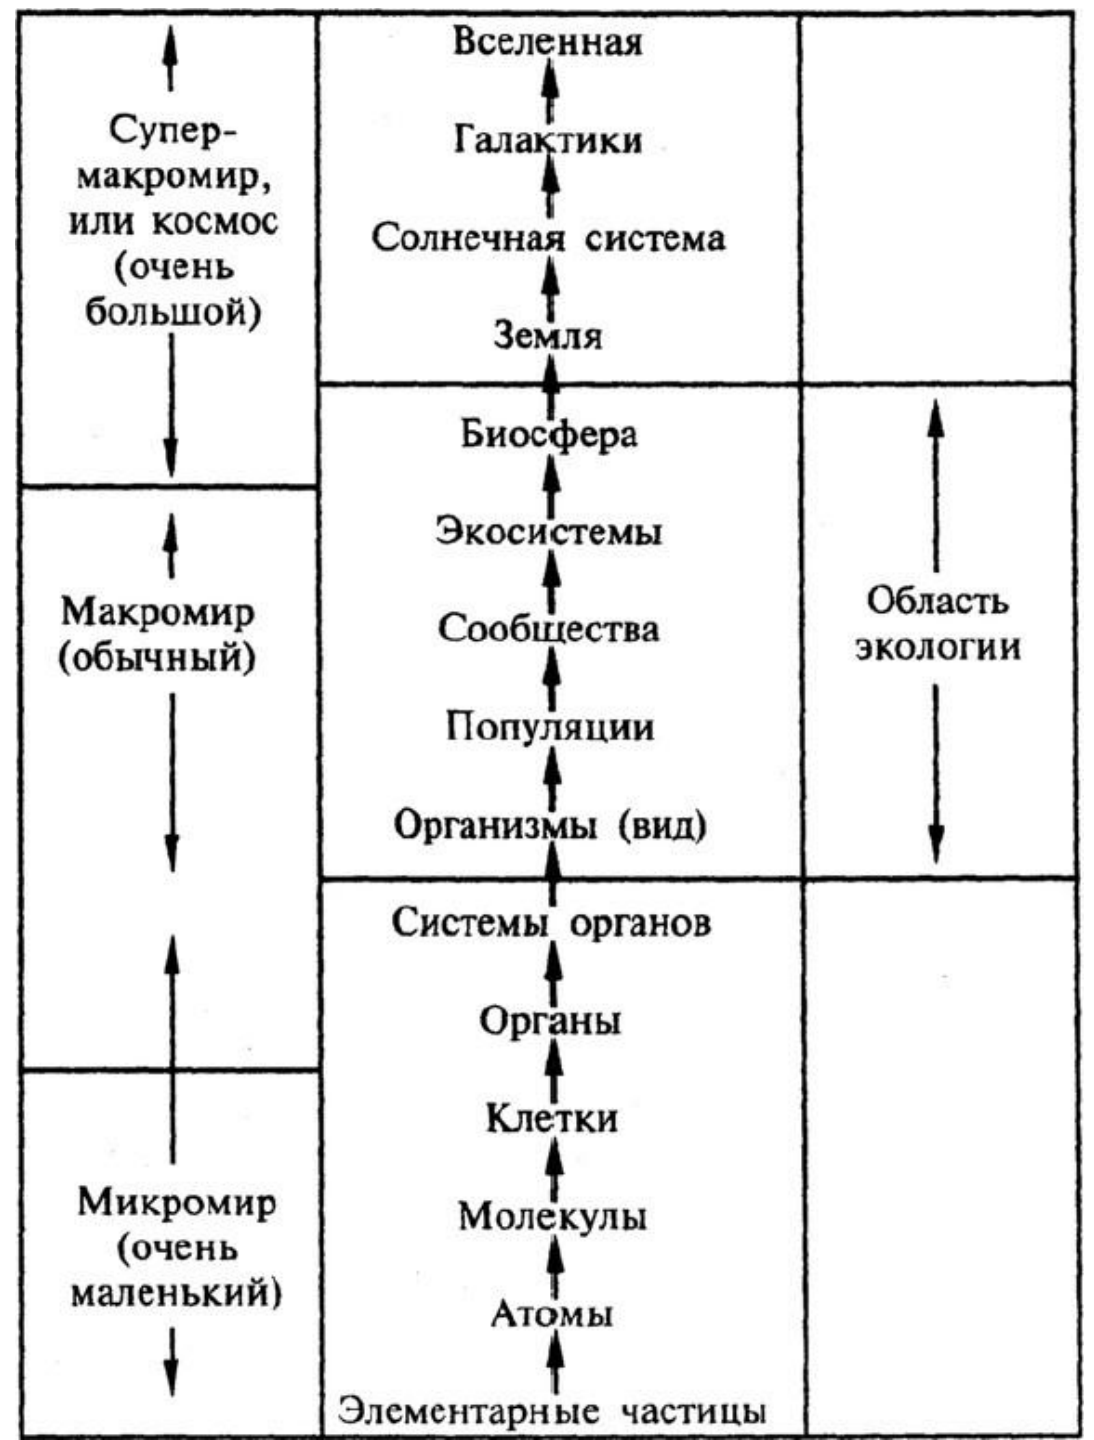 Супер-
макромир,
или космос
(очень
большой)
Макромир
(обычный)
Микромир
(очень
маленький)
Вселенная
Галактики
Солнечная система
Земля
Биосфера
Экосистемы
Сообщества
Популяции
Организмы (вид)
Системы органов
Органы
Клетки
Молекулы
Атомы
Элементарные частицы
Область
экологии